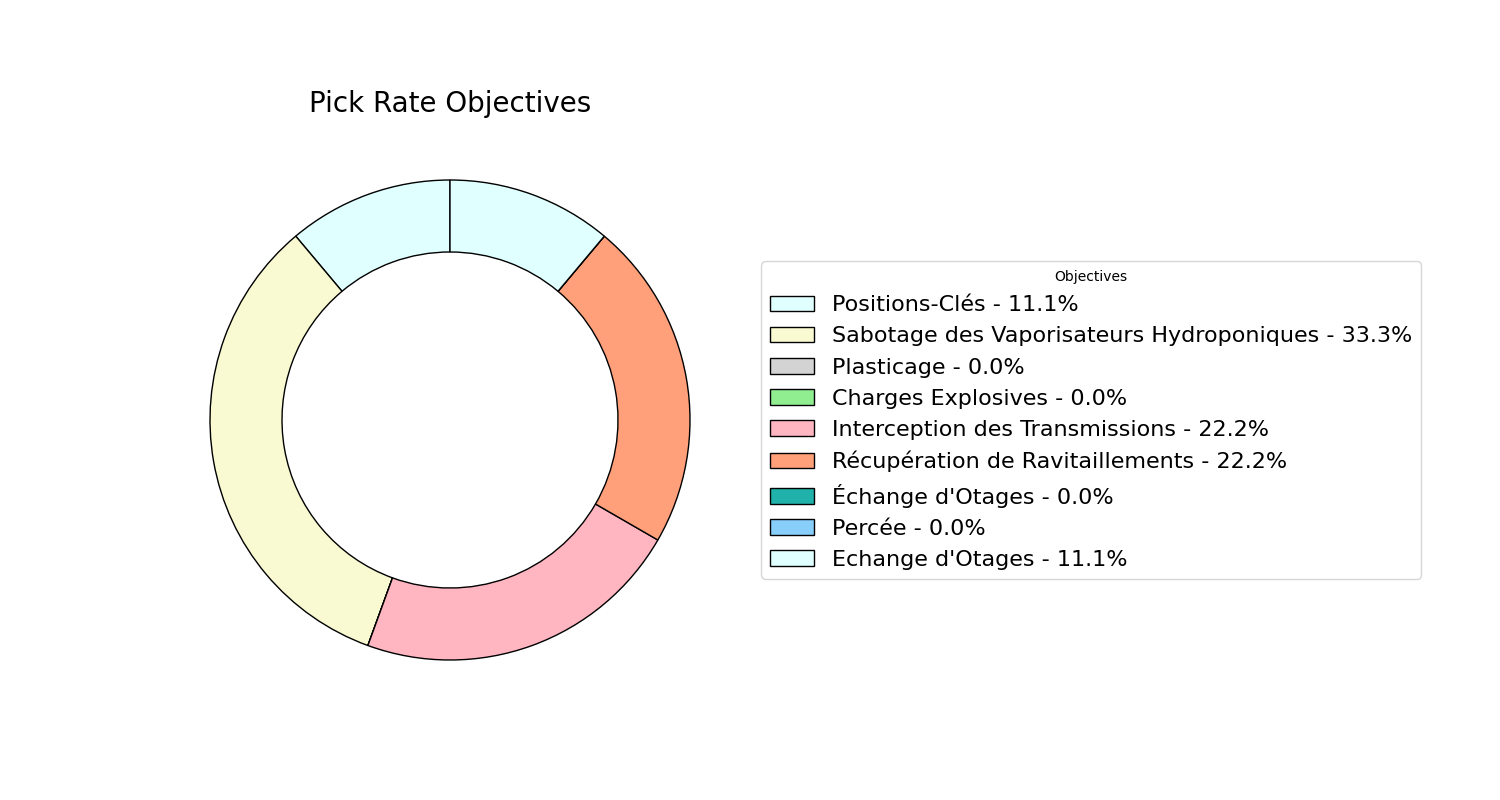 Pick Rate Objectives
Objectives
Positions-Clés - 11.1%
Sabotage des Vaporisateurs Hydroponiques - 33.3%
Plasticage - 0.0%
Charges Explosives - 0.0%
Interception des Transmissions - 22.2%
Récupération de Ravitaillements - 22.2%
Échange d'Otages - 0.0%
Percée - 0.0%
Echange d'Otages - 11.1%